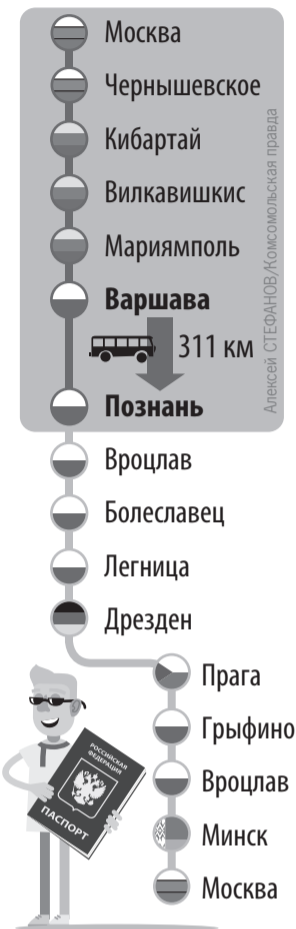 Москва
Чернышевское
Кибартай
Вилкавишкис
Мариямполь
Варшава
311 км
Познань
Вроцлав
Болеславец
Легница
Дрезден
Прага
Грыфино
Вроцлав
Минск
Москва
РОССИЙСКАЯ
ФЕДЕРАЦИЯ
ПАСПОРТ
Алексей СТЕФАНОВ/Комсомольская правда